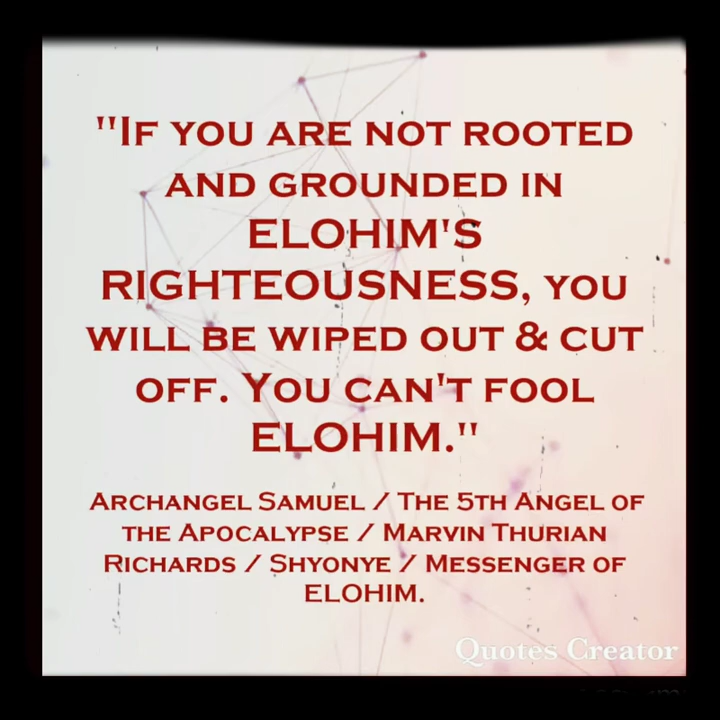 "If you are not rooted
and grounded in
ELOHIM'S
RIGHTEOUSNESS, you
will be wiped out & cut
off. You can't fool
ELOHIM."
Archangel Samuel / The 5th Angel of
the Apocalypse / Marvin Thurian
Richards / Shyonye / Messenger of
ELOHIM.
Quotes Creator